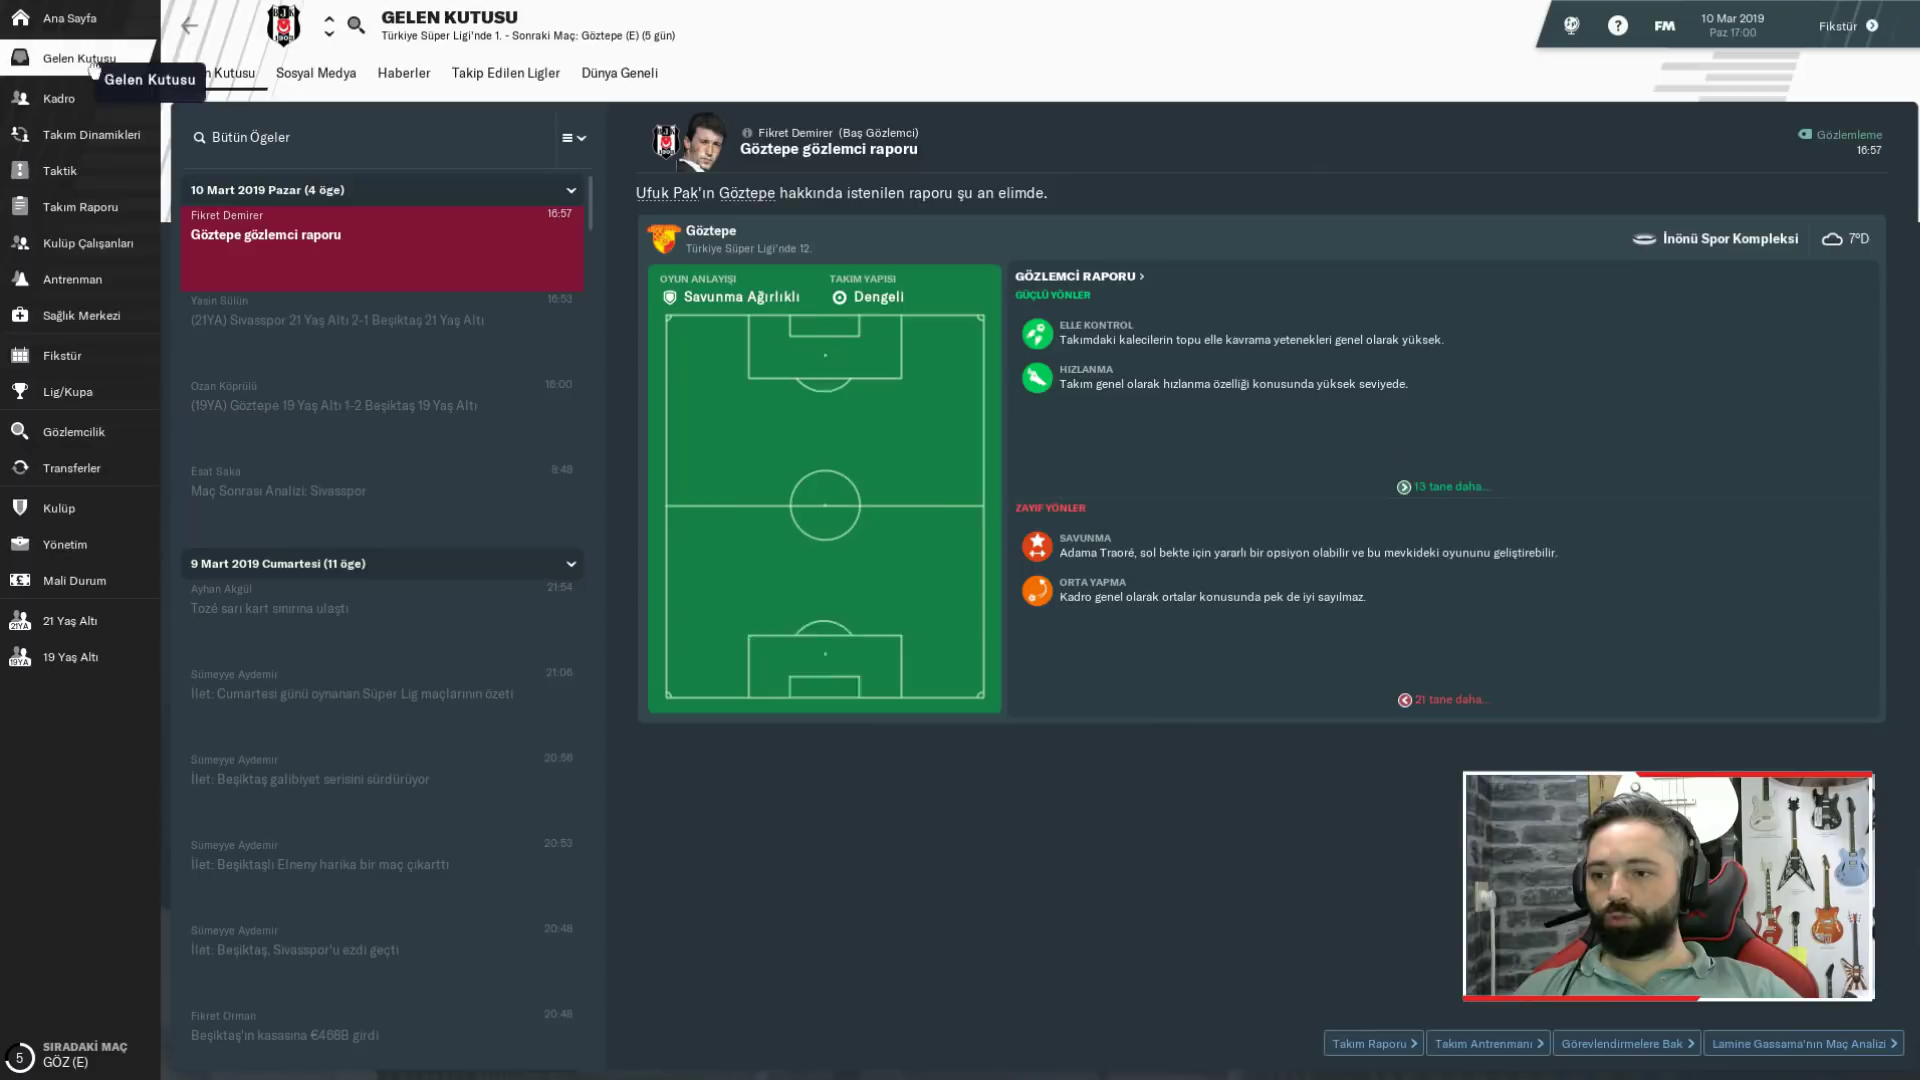 Ana Sayfa
Gelen Kutusu
Gelen Kutusu
Kadro
Takım Dinamikleri
Taktik
Takım Raporu
Kulüp Çalışanları
Antrenman
Sağlık Merkezi
Fikstür
Lig/Kupa
Gözlemcilik
Transferler
Kulüp
Yönetim
Mali Durum
21YA
21 Yaş Altı
19YA
19 Yaş Altı
5
SIRADAKİ MAÇ
GÖZ (E)
GELEN KUTUSU
Türkiye Süper Ligi'nde 1. - Sonraki Maç: Göztepe (E) (5 gün)
Kutusu
Sosyal Medya
Haberler
Takip Edilen Ligler
Dünya Geneli
FM
10 Mar 2019
Paz 17:00
Fikstür
Bütün Ögeler
10 Mart 2019 Pazar (4 öge)
Fikret Demirer 16:57
Göztepe gözlemci raporu
Yasin Sülün 16:53
(21YA) Sivasspor 21 Yaş Altı 2-1 Beşiktaş 21 Yaş Altı
Ozan Köprülü 16:00
(19YA) Göztepe 19 Yaş Altı 1-2 Beşiktaş 19 Yaş Altı
Esat Saka 9:48
Maç Sonrası Analizi: Sivasspor
9 Mart 2019 Cumartesi (11 öge)
Ayhan Akgül 21:54
Tozé sarı kart sınırına ulaştı
Sümeyye Aydemir 21:06
İlet: Cumartesi günü oynanan Süper Lig maçlarının özeti
Sümeyye Aydemir 20:56
İlet: Beşiktaş galibiyet serisini sürdürüyor
Sümeyye Aydemir 20:53
İlet: Beşiktaşlı Elneny harika bir maç çıkarttı
Sümeyye Aydemir 20:48
İlet: Beşiktaş, Sivasspor'u ezdi geçti
Fikret Orman 20:48
Beşiktaş'ın kasasına €468B girdi
Fikret Demirer (Baş Gözlemci)
Göztepe gözlemci raporu
Gözlemleme
16:57
Ufuk Pak'ın Göztepe hakkında istenilen raporu şu an elimde.
Göztepe
Türkiye Süper Ligi'nde 12.
İnönü Spor Kompleksi
7°D
OYUN ANLAYIŞI
Savunma Ağırlıklı
TAKIM YAPISI
Dengeli
GÖZLEMCİ RAPORU
GÜÇLÜ YÖNLER
ELLE KONTROL
Takımdaki kalecilerin topu elle kavrama yetenekleri genel olarak yüksek.
HIZLANMA
Takım genel olarak hızlanma özelliği konusunda yüksek seviyede.
13 tane daha...
ZAYIF YÖNLER
SAVUNMA
Adama Traoré, sol bekte için yararlı bir opsiyon olabilir ve bu mevkideki oyununu geliştirebilir.
ORTA YAPMA
Kadro genel olarak ortalar konusunda pek de iyi sayılmaz.
21 tane daha...
Takım Raporu
Takım Antrenmanı
Görevlendirmelere Bak
Lamine Gassama'nın Maç Analizi